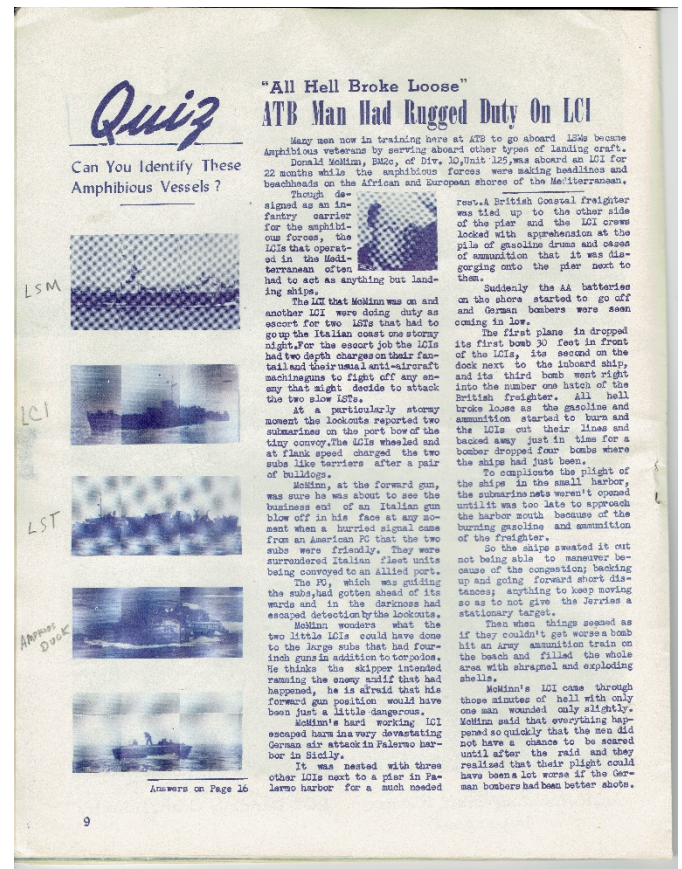 Quiz
Can You Identify These
Amphibious Vessels ?
LSM
LCI
LST
AMPHIBIOUS
DUCK
Answers on Page 16
9
"All Hell Broke Loose"
ATB Man Had Rugged Duty On LCI
Many men now in training here at ATB to go aboard LSMs became
Amphibious veterans by serving aboard other types of landing craft.
Donald McMinn, BM2c, of Div. 10, Unit 125, was aboard an LCI for
22 months while the amphibious forces were making headlines and
beachheads on the African and European shores of the Mediterranean.
Though de-
signed as an in-
fantry carrier
for the amphibi-
ous forces, the
LCIs that operat-
ed in the Medi-
terranean often
had to act as anything but land-
ing ships.
The LCI that McMinn was on and
another LCI were doing duty as
escort for two LSTs that had to
go up the Italian coast one stormy
night. For the escort job the LCIs
had two depth charges on their fan-
tail and their usual anti-aircraft
machineguns to fight off any en-
emy that might decide to attack
the two slow LSTs.
At a particularly stormy
moment the lookouts reported two
submarines on the port bow of the
tiny convoy. The LCIs wheeled and
at flank speed charged the two
subs like terriers after a pair
of bulldogs.
McMinn, at the forward gun,
was sure he was about to see the
business end of an Italian gun
blow off in his face at any mo-
ment when a hurried signal came
from an American PC that the two
subs were friendly. They were
surrendered Italian fleet units
being convoyed to an Allied port.
The PC, which was guiding
the subs, had gotten ahead of its
wards and in the darkness had
escaped detection by the lookouts.
McMinn wonders what the
two little LCIs could have done
to the large subs that had four-
inch guns in addition to torpedos.
He thinks the skipper intended
ramming the enemy and if that had
happened, he is afraid that his
forward gun position would have
been just a little dangerous.
McMinn's hard working LCI
escaped harm in a very devastating
German air attack in Palermo har-
bor in Sicily.
It was nested with three
other LCIs next to a pier in Pa-
lermo harbor for a much needed
rest. A British Coastal freighter
was tied up to the other side
of the pier and the LCI crews
looked with apprehension at the
pile of gasoline drums and cases
of ammunition that it was dis-
gorging onto the pier next to
them.
Suddenly the AA batteries
on the shore started to go off
and German bombers were seen
coming in low.
The first plane in dropped
its first bomb 30 feet in front
of the LCIs, its second on the
dock next to the inboard ship,
and its third bomb went right
into the number one hatch of the
British freighter. All hell
broke loose as the gasoline and
ammunition started to burn and
the LCIs cut their lines and
backed away just in time for a
bomber dropped four bombs where
the ships had just been.
To complicate the plight of
the ships in the small harbor,
the submarine nets weren't opened
until it was too late to approach
the harbor mouth because of the
burning gasoline and ammunition
of the freighter.
So the ships sweated it out
not being able to maneuver be-
cause of the congestion; backing
up and going forward short dis-
tances; anything to keep moving
so as to not give the Jerries a
stationary target.
Then when things seemed as
if they couldn't get worse a bomb
hit an Army ammunition train on
the beach and filled the whole
area with shrapnel and exploding
shells.
McMinn's LCI came through
those minutes of hell with only
one man wounded only slightly.
McMinn said that everything hap-
pened so quickly that the men did
not have a chance to be scared
until after the raid and they
realized that their plight could
have been a lot worse if the Ger-
man bombers had been better shots.